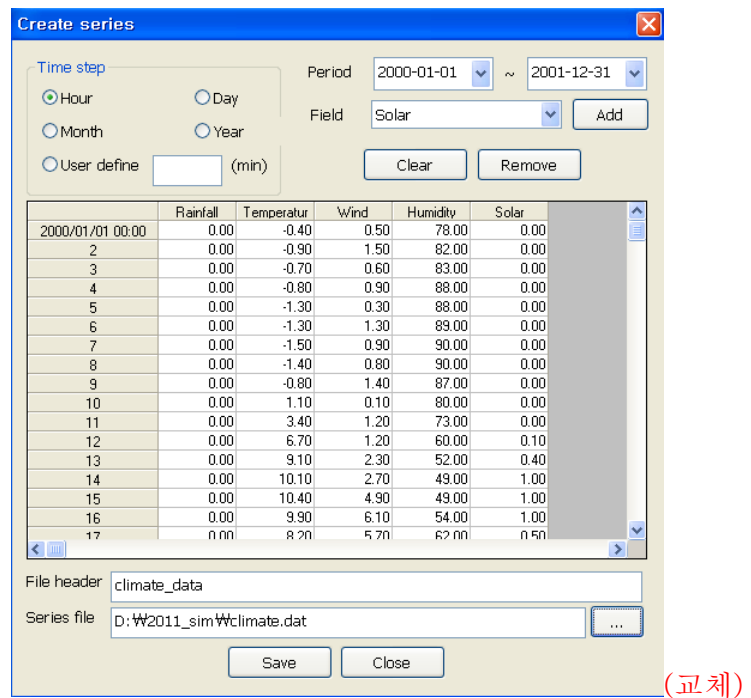 Create series
Time step
Period 2000-01-01 ~ 2001-12-31
Hour Day
Field Solar Add
Month Year
User define (min) Clear Remove
Rainfall Temperatur Wind Humidity Solar
2000/01/01 00:00 0.00 -0.40 0.50 78.00 0.00
2 0.00 -0.90 1.50 82.00 0.00
3 0.00 -0.70 0.60 83.00 0.00
4 0.00 -0.80 0.90 88.00 0.00
5 0.00 -1.30 0.30 88.00 0.00
6 0.00 -1.30 1.30 89.00 0.00
7 0.00 -1.50 0.90 90.00 0.00
8 0.00 -1.40 0.80 90.00 0.00
9 0.00 -0.80 1.40 87.00 0.00
10 0.00 1.10 0.10 80.00 0.00
11 0.00 3.40 1.20 73.00 0.00
12 0.00 6.70 1.20 60.00 0.10
13 0.00 9.10 2.30 52.00 0.40
14 0.00 10.10 2.70 49.00 1.00
15 0.00 10.40 4.90 49.00 1.00
16 0.00 9.90 6.10 54.00 1.00
17 0.00 8.20 5.70 62.00 0.50
File header climate_data
Series file D:₩2011_sim₩climate.dat ...
Save Close
(교체)